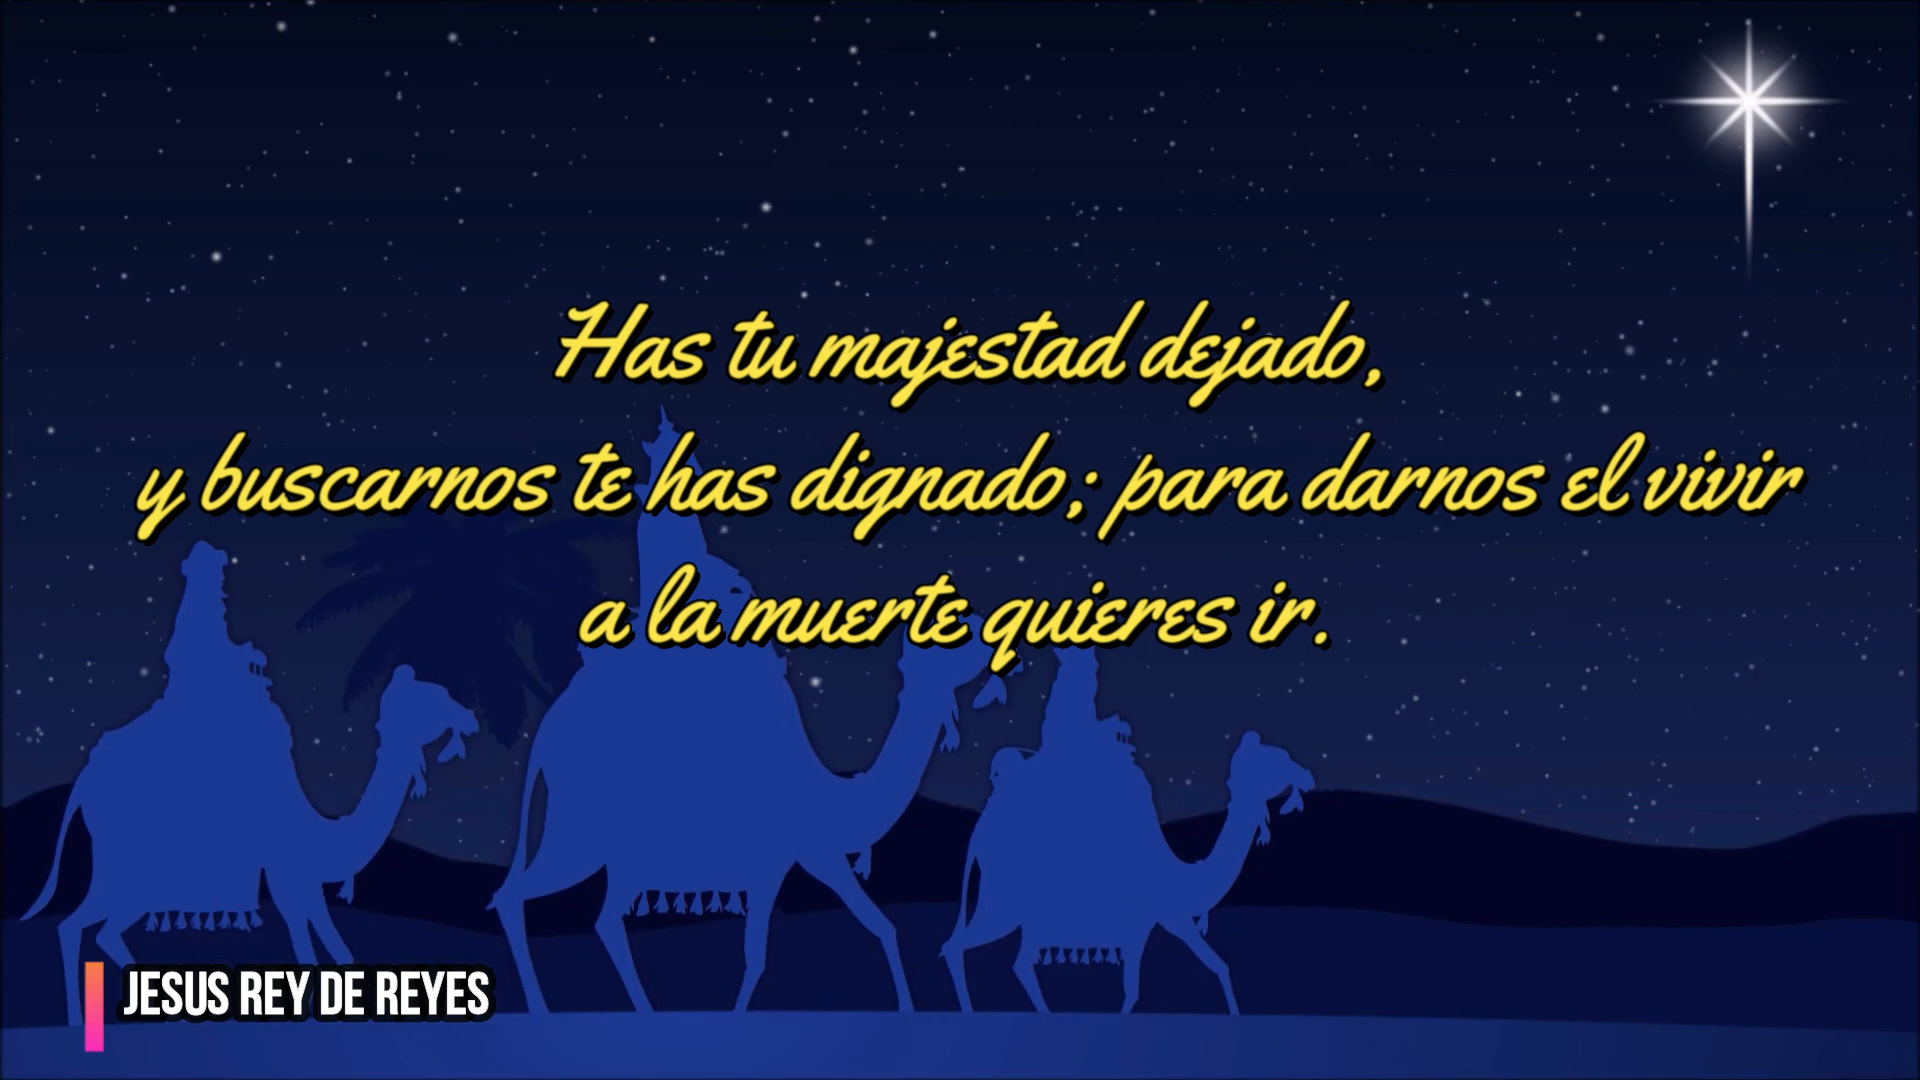 Has tu majestad dejado,
y buscarnos te has dignado; para darnos el vivir
a la muerte quieres ir.
JESUS REY DE REYES